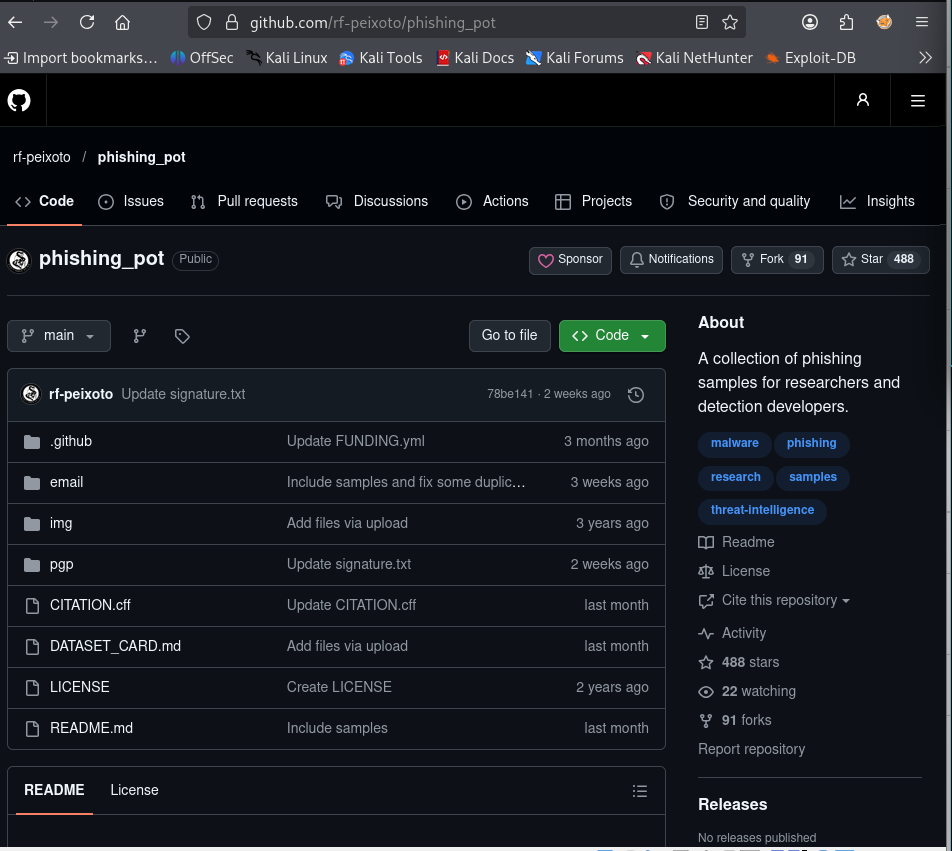 github.com/rf-peixoto/phishing_pot
Import bookmarks... OffSec Kali Linux Kali Tools Kali Docs Kali Forums Kali NetHunter Exploit-DB
rf-peixoto / phishing_pot
Code Issues Pull requests Discussions Actions Projects Security and quality Insights
phishing_pot Public Sponsor Notifications Fork 91 Star 488
main Go to file Code
rf-peixoto Update signature.txt 78be141 · 2 weeks ago
.github Update FUNDING.yml 3 months ago
email Include samples and fix some duplic... 3 weeks ago
img Add files via upload 3 years ago
pgp Update signature.txt 2 weeks ago
CITATION.cff Update CITATION.cff last month
DATASET_CARD.md Add files via upload last month
LICENSE Create LICENSE 2 years ago
README.md Include samples last month
README License
About
A collection of phishing
samples for researchers and
detection developers.
malware phishing
research samples
threat-intelligence
Readme
License
Cite this repository
Activity
488 stars
22 watching
91 forks
Report repository
Releases
No releases published